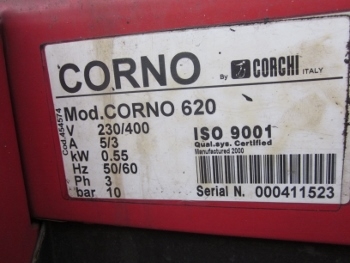 CORNO By CORGHI ITALY
Mod.CORNO 620
Cod.454574
V 230/400
A 5/3
kW 0.55
Hz 50/60
Ph 3
bar 10
ISO 9001
Qual.sys. Certified
Manufactured 2000
Serial N. 000411523